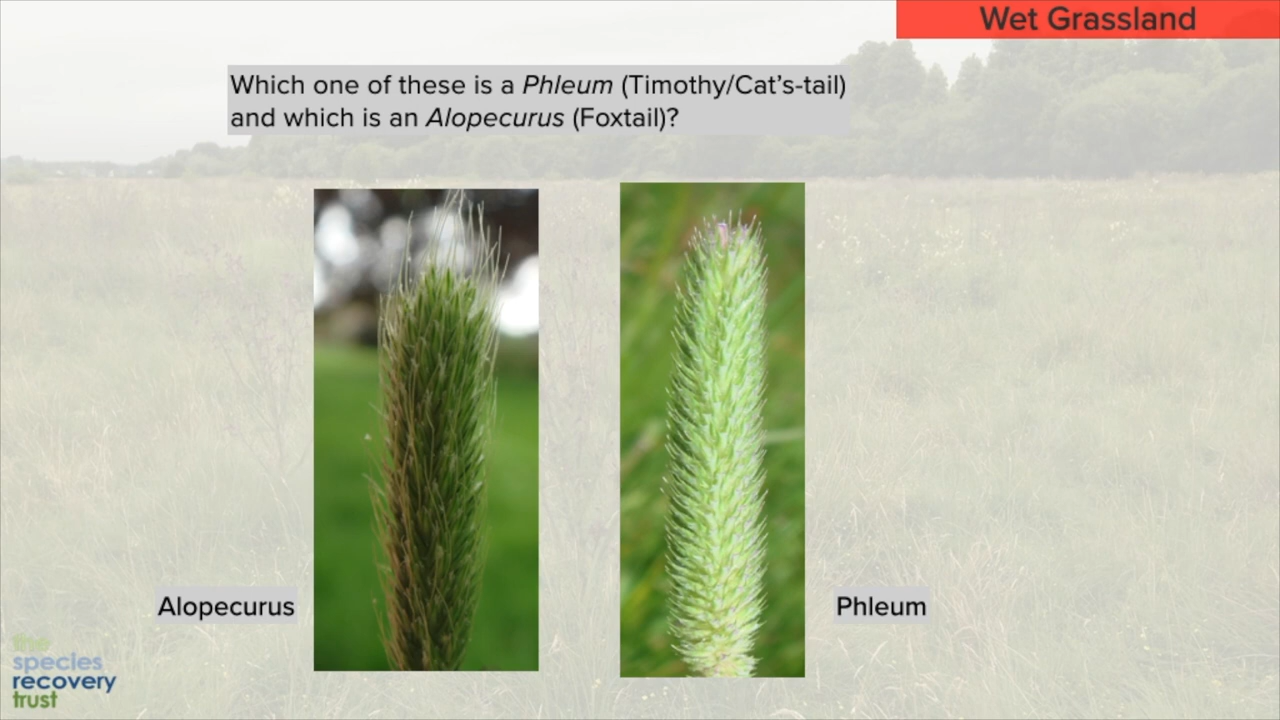 Wet Grassland
Which one of these is a Phleum (Timothy/Cat’s-tail)
and which is an Alopecurus (Foxtail)?
Alopecurus
Phleum
the
species
recovery
trust